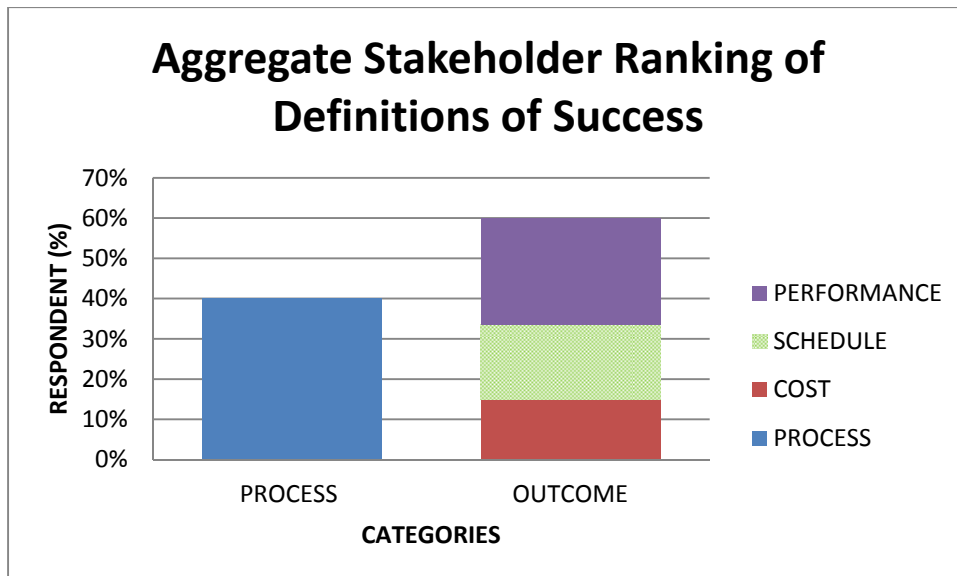 Aggregate Stakeholder Ranking of
Definitions of Success
70%
60%
50%
40%
30%
20%
10%
0%
RESPONDENT (%)
PROCESS
OUTCOME
CATEGORIES
PERFORMANCE
SCHEDULE
COST
PROCESS